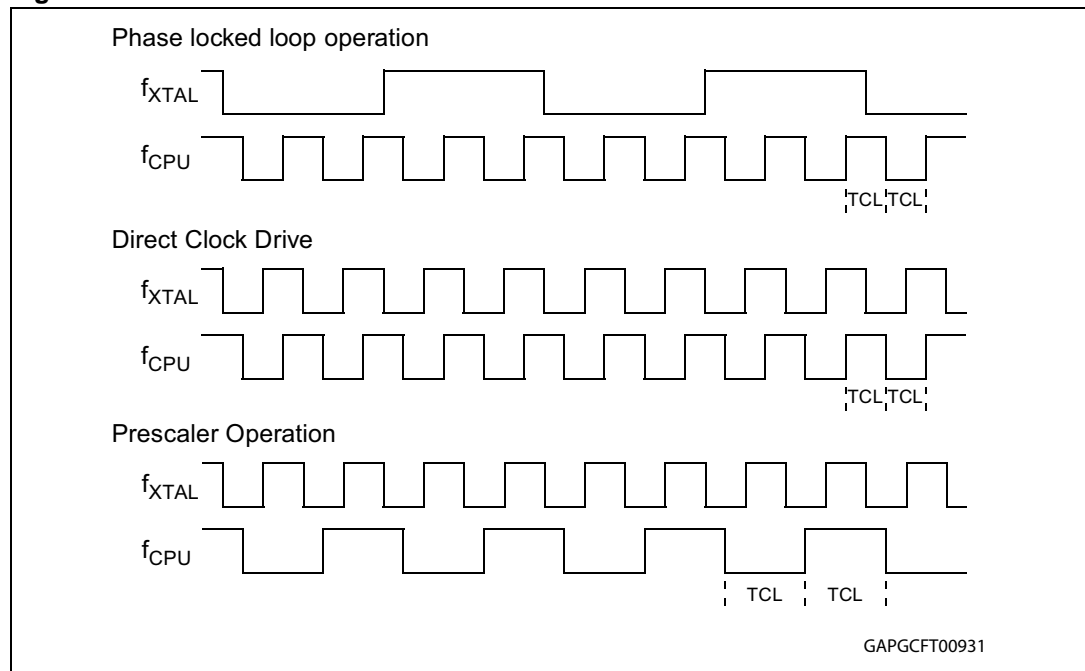 Phase locked loop operation
fXTAL
fCPU
TCL TCL
Direct Clock Drive
fXTAL
fCPU
TCL TCL
Prescaler Operation
fXTAL
fCPU
TCL TCL
GAPGCFT00931